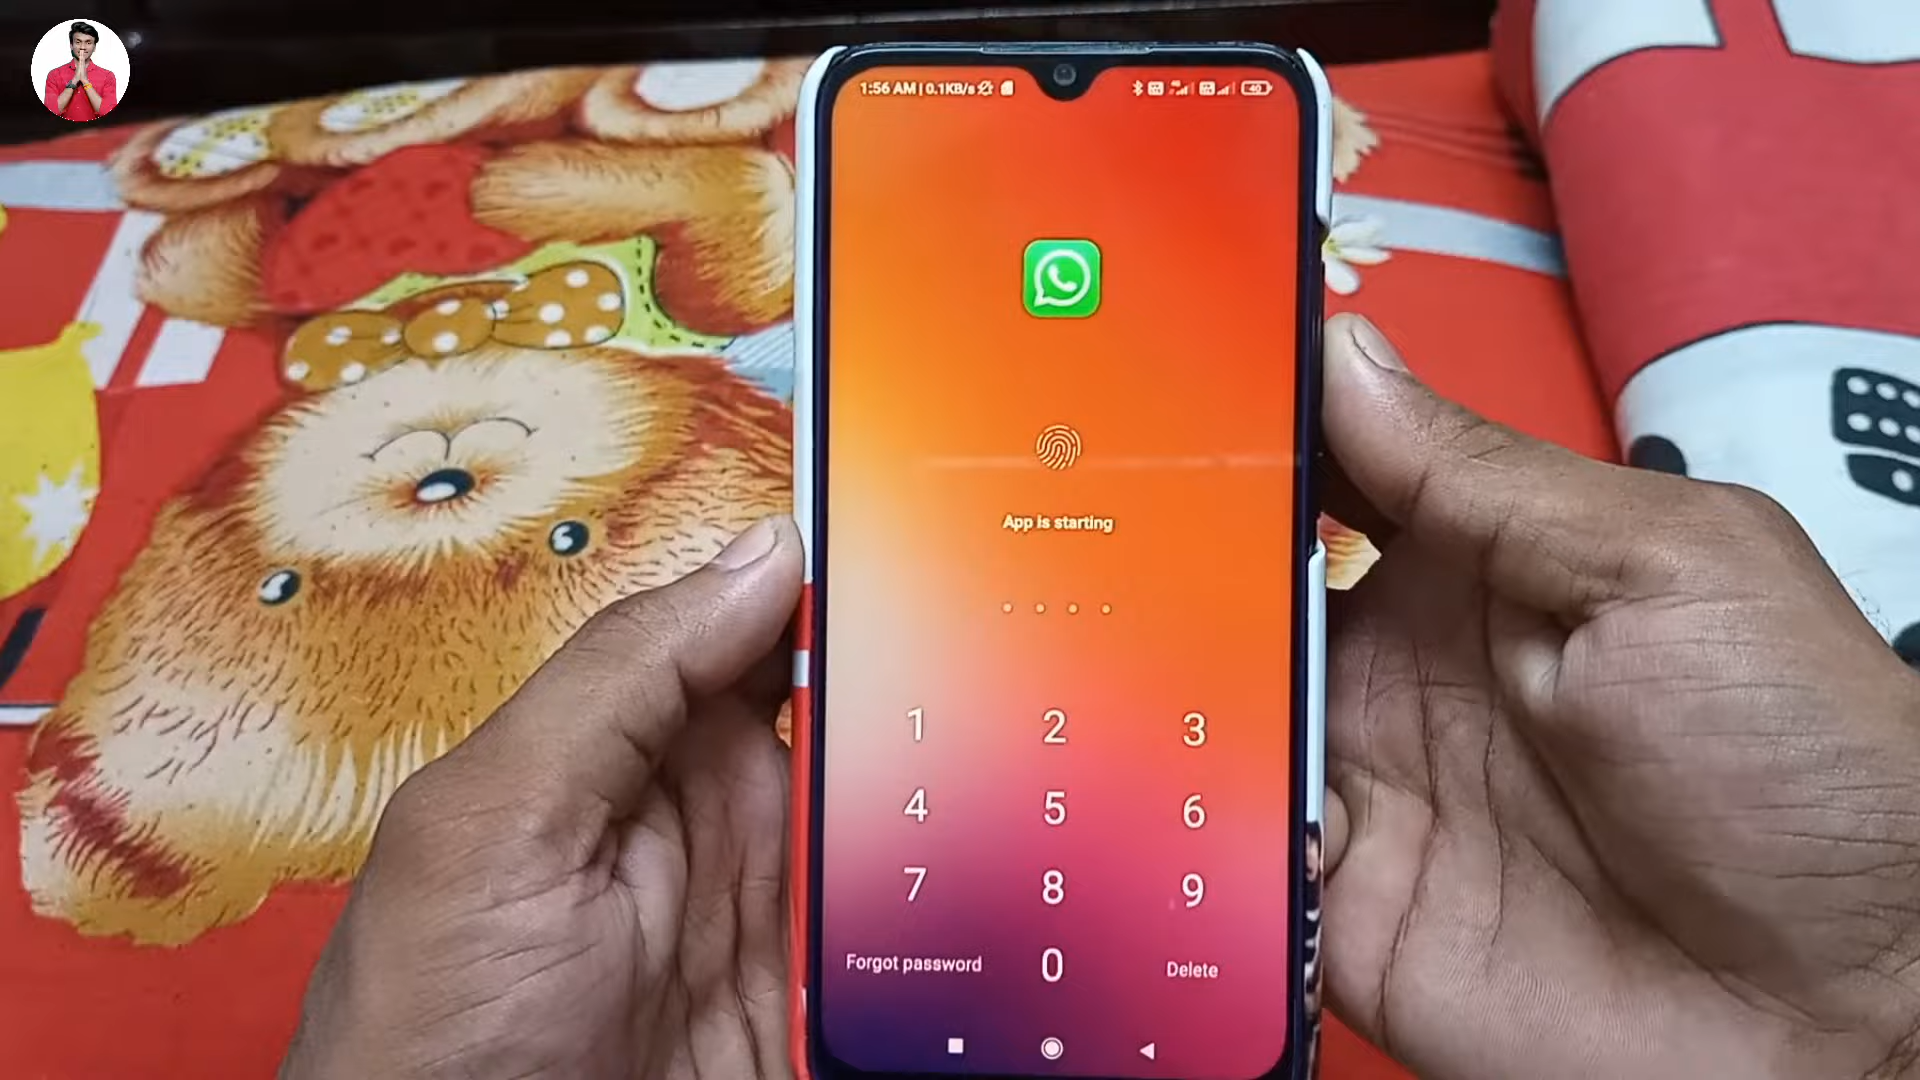 1:56 AM | 0.1KB/s
40
App is starting
1 2 3
4 5 6
7 8 9
Forgot password 0 Delete